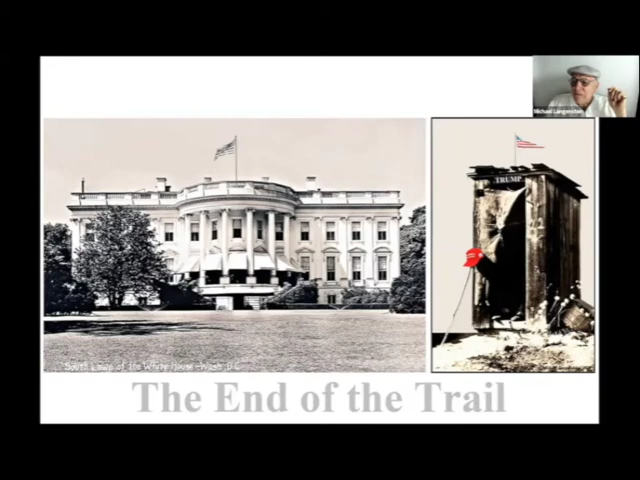 TRUMP
South Lawn of the White House - Wash. D.C.
The End of the Trail